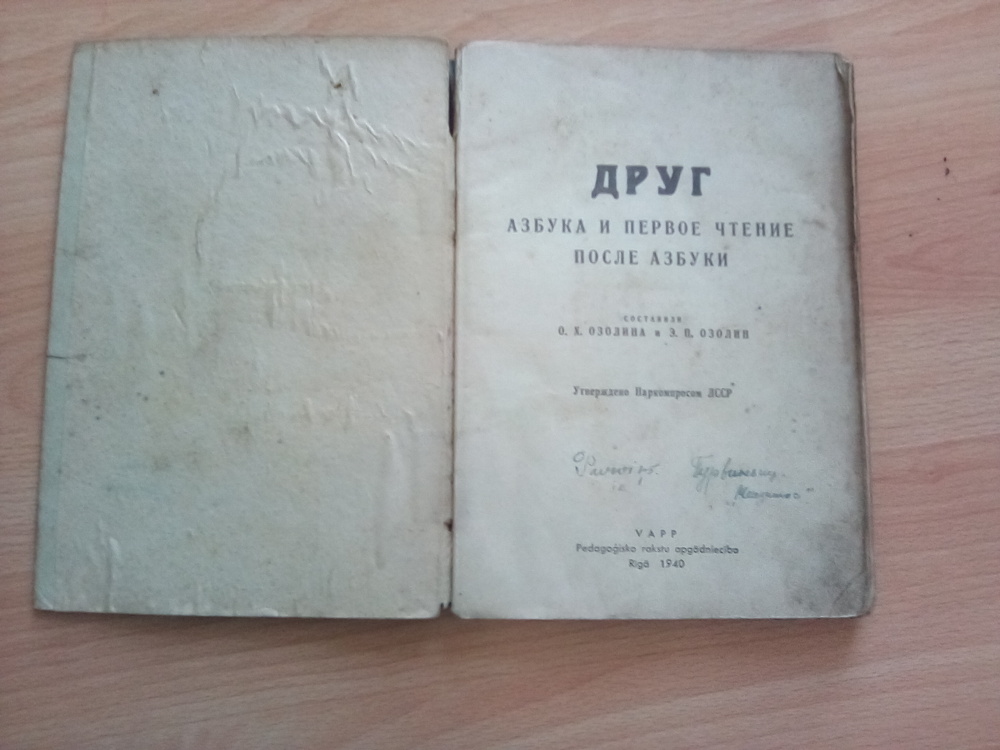 ДРУГ
АЗБУКА И ПЕРВОЕ ЧТЕНИЕ
ПОСЛЕ АЗБУКИ
СОСТАВИЛИ
О. Х. ОЗОЛИНА и Э. П. ОЗОЛИН
Утверждено Наркомпросом ЛССР
VAPP
Pedagoģisko rakstu apgādniecība
Rīgā 1940